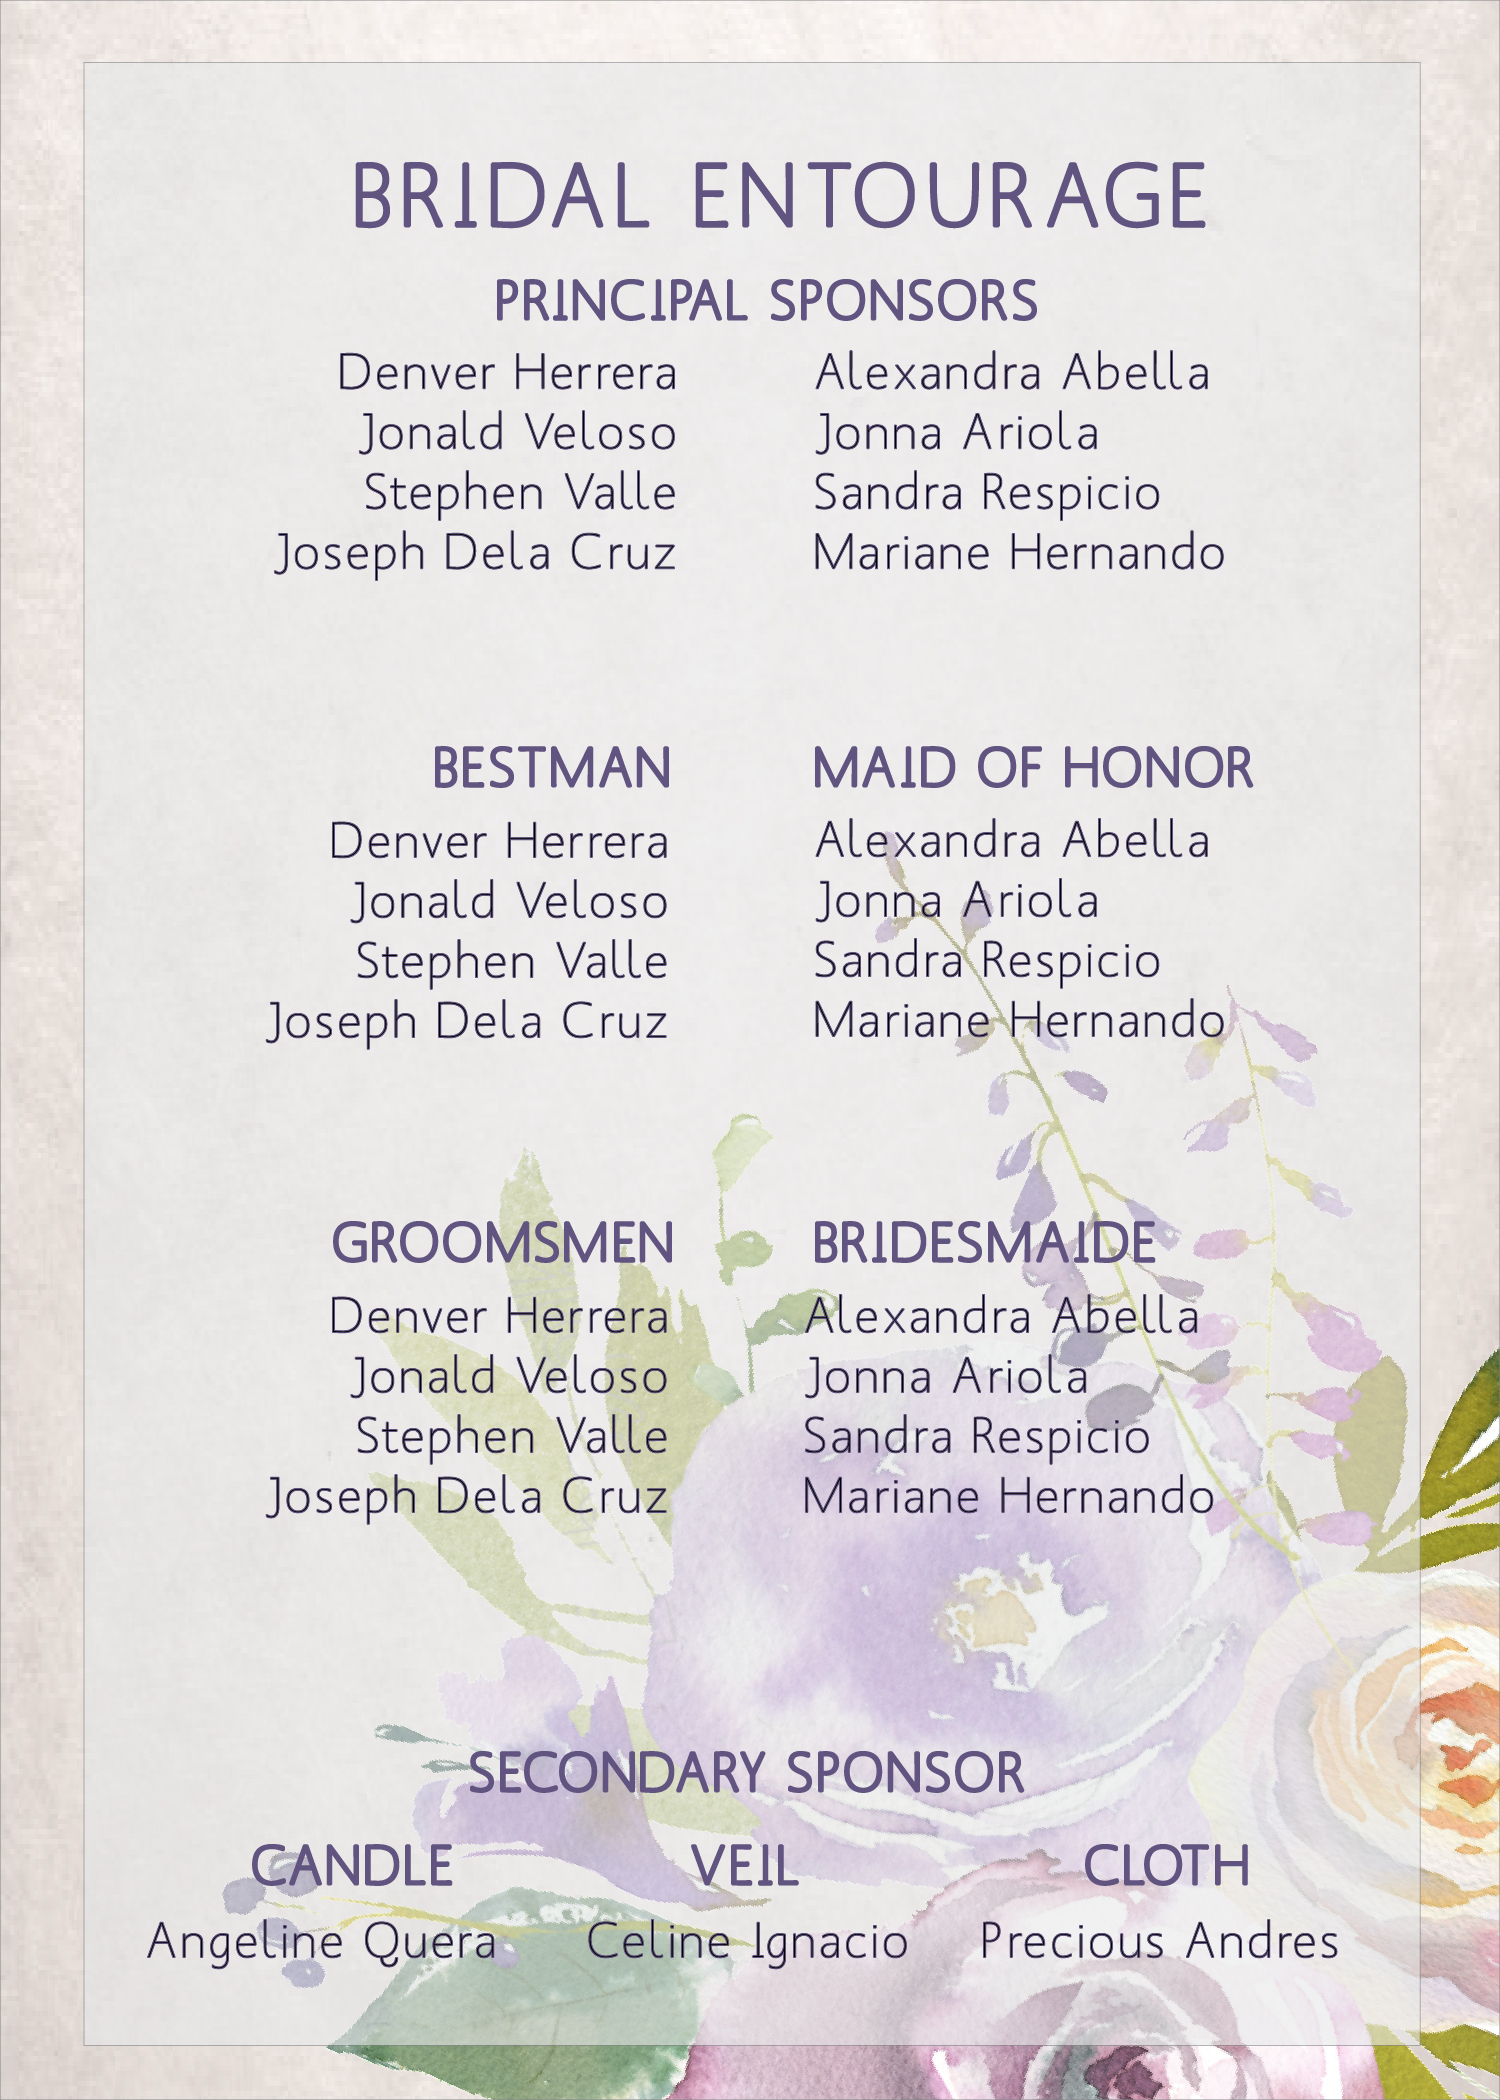 BRIDAL ENTOURAGE
PRINCIPAL SPONSORS
Denver Herrera
Jonald Veloso
Stephen Valle
Joseph Dela Cruz
Alexandra Abella
Jonna Ariola
Sandra Respicio
Mariane Hernando
BESTMAN
Denver Herrera
Jonald Veloso
Stephen Valle
Joseph Dela Cruz
MAID OF HONOR
Alexandra Abella
Jonna Ariola
Sandra Respicio
Mariane Hernando
GROOMSMEN
Denver Herrera
Jonald Veloso
Stephen Valle
Joseph Dela Cruz
BRIDESMAIDE
Alexandra Abella
Jonna Ariola
Sandra Respicio
Mariane Hernando
SECONDARY SPONSOR
CANDLE
Angeline Quera
VEIL
Celine Ignacio
CLOTH
Precious Andres